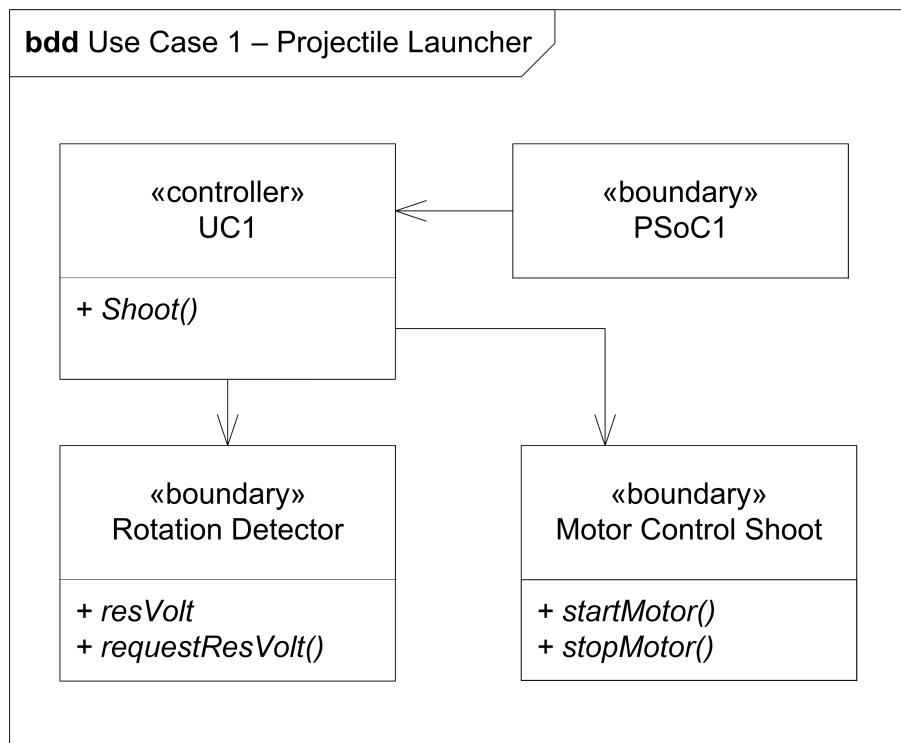 bdd Use Case 1 – Projectile Launcher
«controller»
UC1
+ Shoot()
«boundary»
PSoC1
«boundary»
Rotation Detector
+ resVolt
+ requestResVolt()
«boundary»
Motor Control Shoot
+ startMotor()
+ stopMotor()